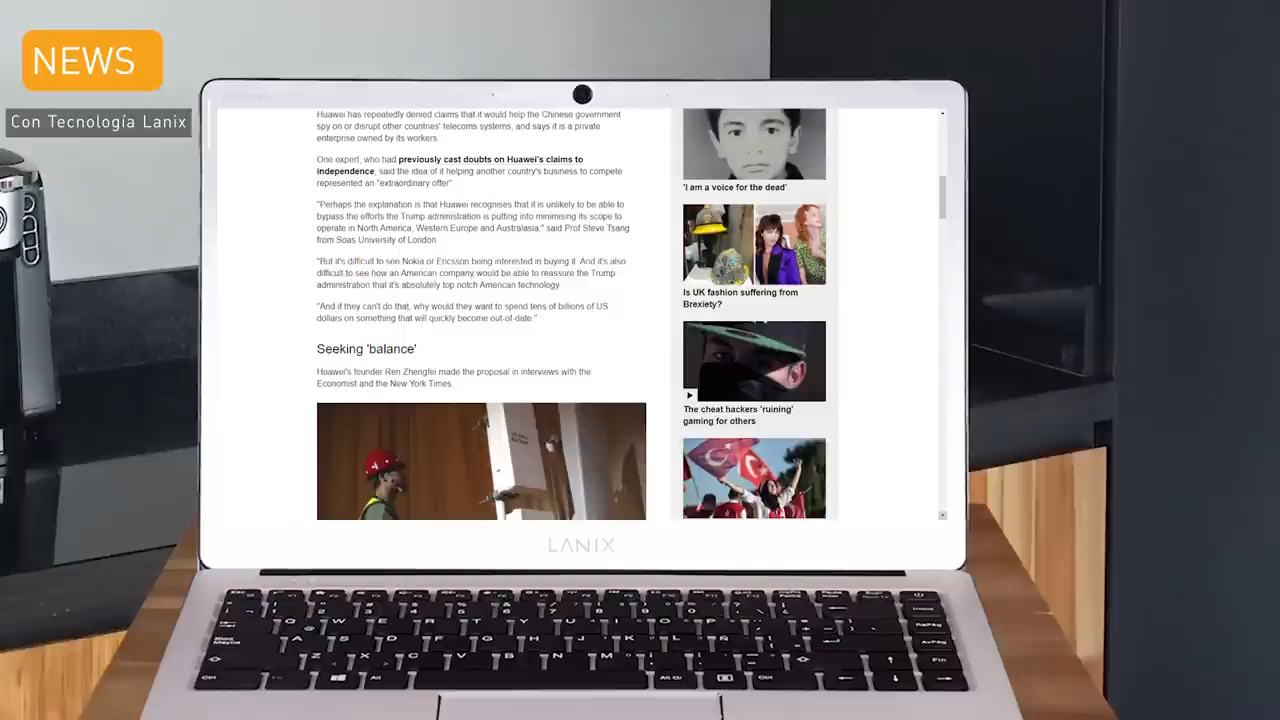 NEWS
Con Tecnología Lanix
Huawei has repeatedly denied claims that it would help the Chinese government
spy on or disrupt other countries' telecoms systems, and says it is a private
enterprise owned by its workers
One expert, who had previously cast doubts on Huawei's claims to
independence, said the idea of it helping another country's business to compete
represented an "extraordinary offer"
"Perhaps the explanation is that Huawei recognises that it is unlikely to be able to
bypass the efforts the Trump administration is putting into minimising its scope to
operate in North America, Western Europe and Australasia," said Prof Steve Tsang
from Soas University of London
"But it's difficult to see Nokia or Ericsson being interested in buying it. And it's also
difficult to see how an American company would be able to reassure the Trump
administration that it's absolutely top notch American technology
"And if they can't do that, why would they want to spend tens of billions of US
dollars on something that will quickly become out-of-date."
Seeking 'balance'
Huawei's founder Ren Zhengfei made the proposal in interviews with the
Economist and the New York Times
'I am a voice for the dead'
Is UK fashion suffering from
Brexiety?
The cheat hackers 'ruining'
gaming for others
LANIX
Q W E R T Y U I O P
A S D F G H J K L Ñ
Z X C V B N M
Ctrl Fn Alt Alt Gr Ctrl
RePág
AvPág
Fin